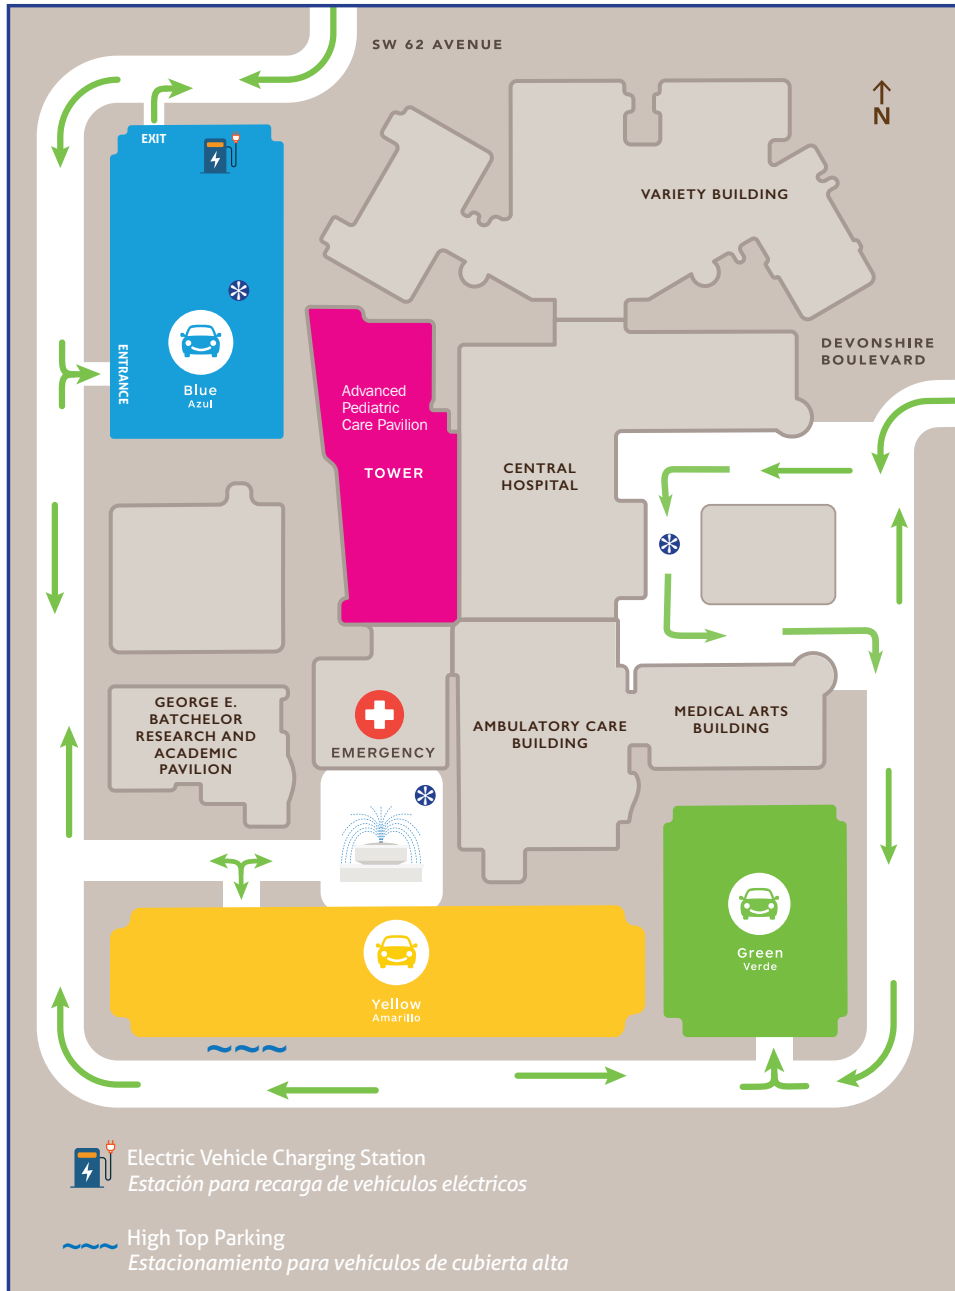 SW 62 AVENUE
N
EXIT
VARIETY BUILDING
DEVONSHIRE
BOULEVARD
ENTRANCE
Blue
Azul
Advanced
Pediatric
Care Pavilion
TOWER
CENTRAL
HOSPITAL
GEORGE E.
BATCHELOR
RESEARCH AND
ACADEMIC
PAVILION
EMERGENCY
AMBULATORY CARE
BUILDING
MEDICAL ARTS
BUILDING
Yellow
Amarillo
Green
Verde
Electric Vehicle Charging Station
Estación para recarga de vehículos eléctricos
High Top Parking
Estacionamiento para vehículos de cubierta alta